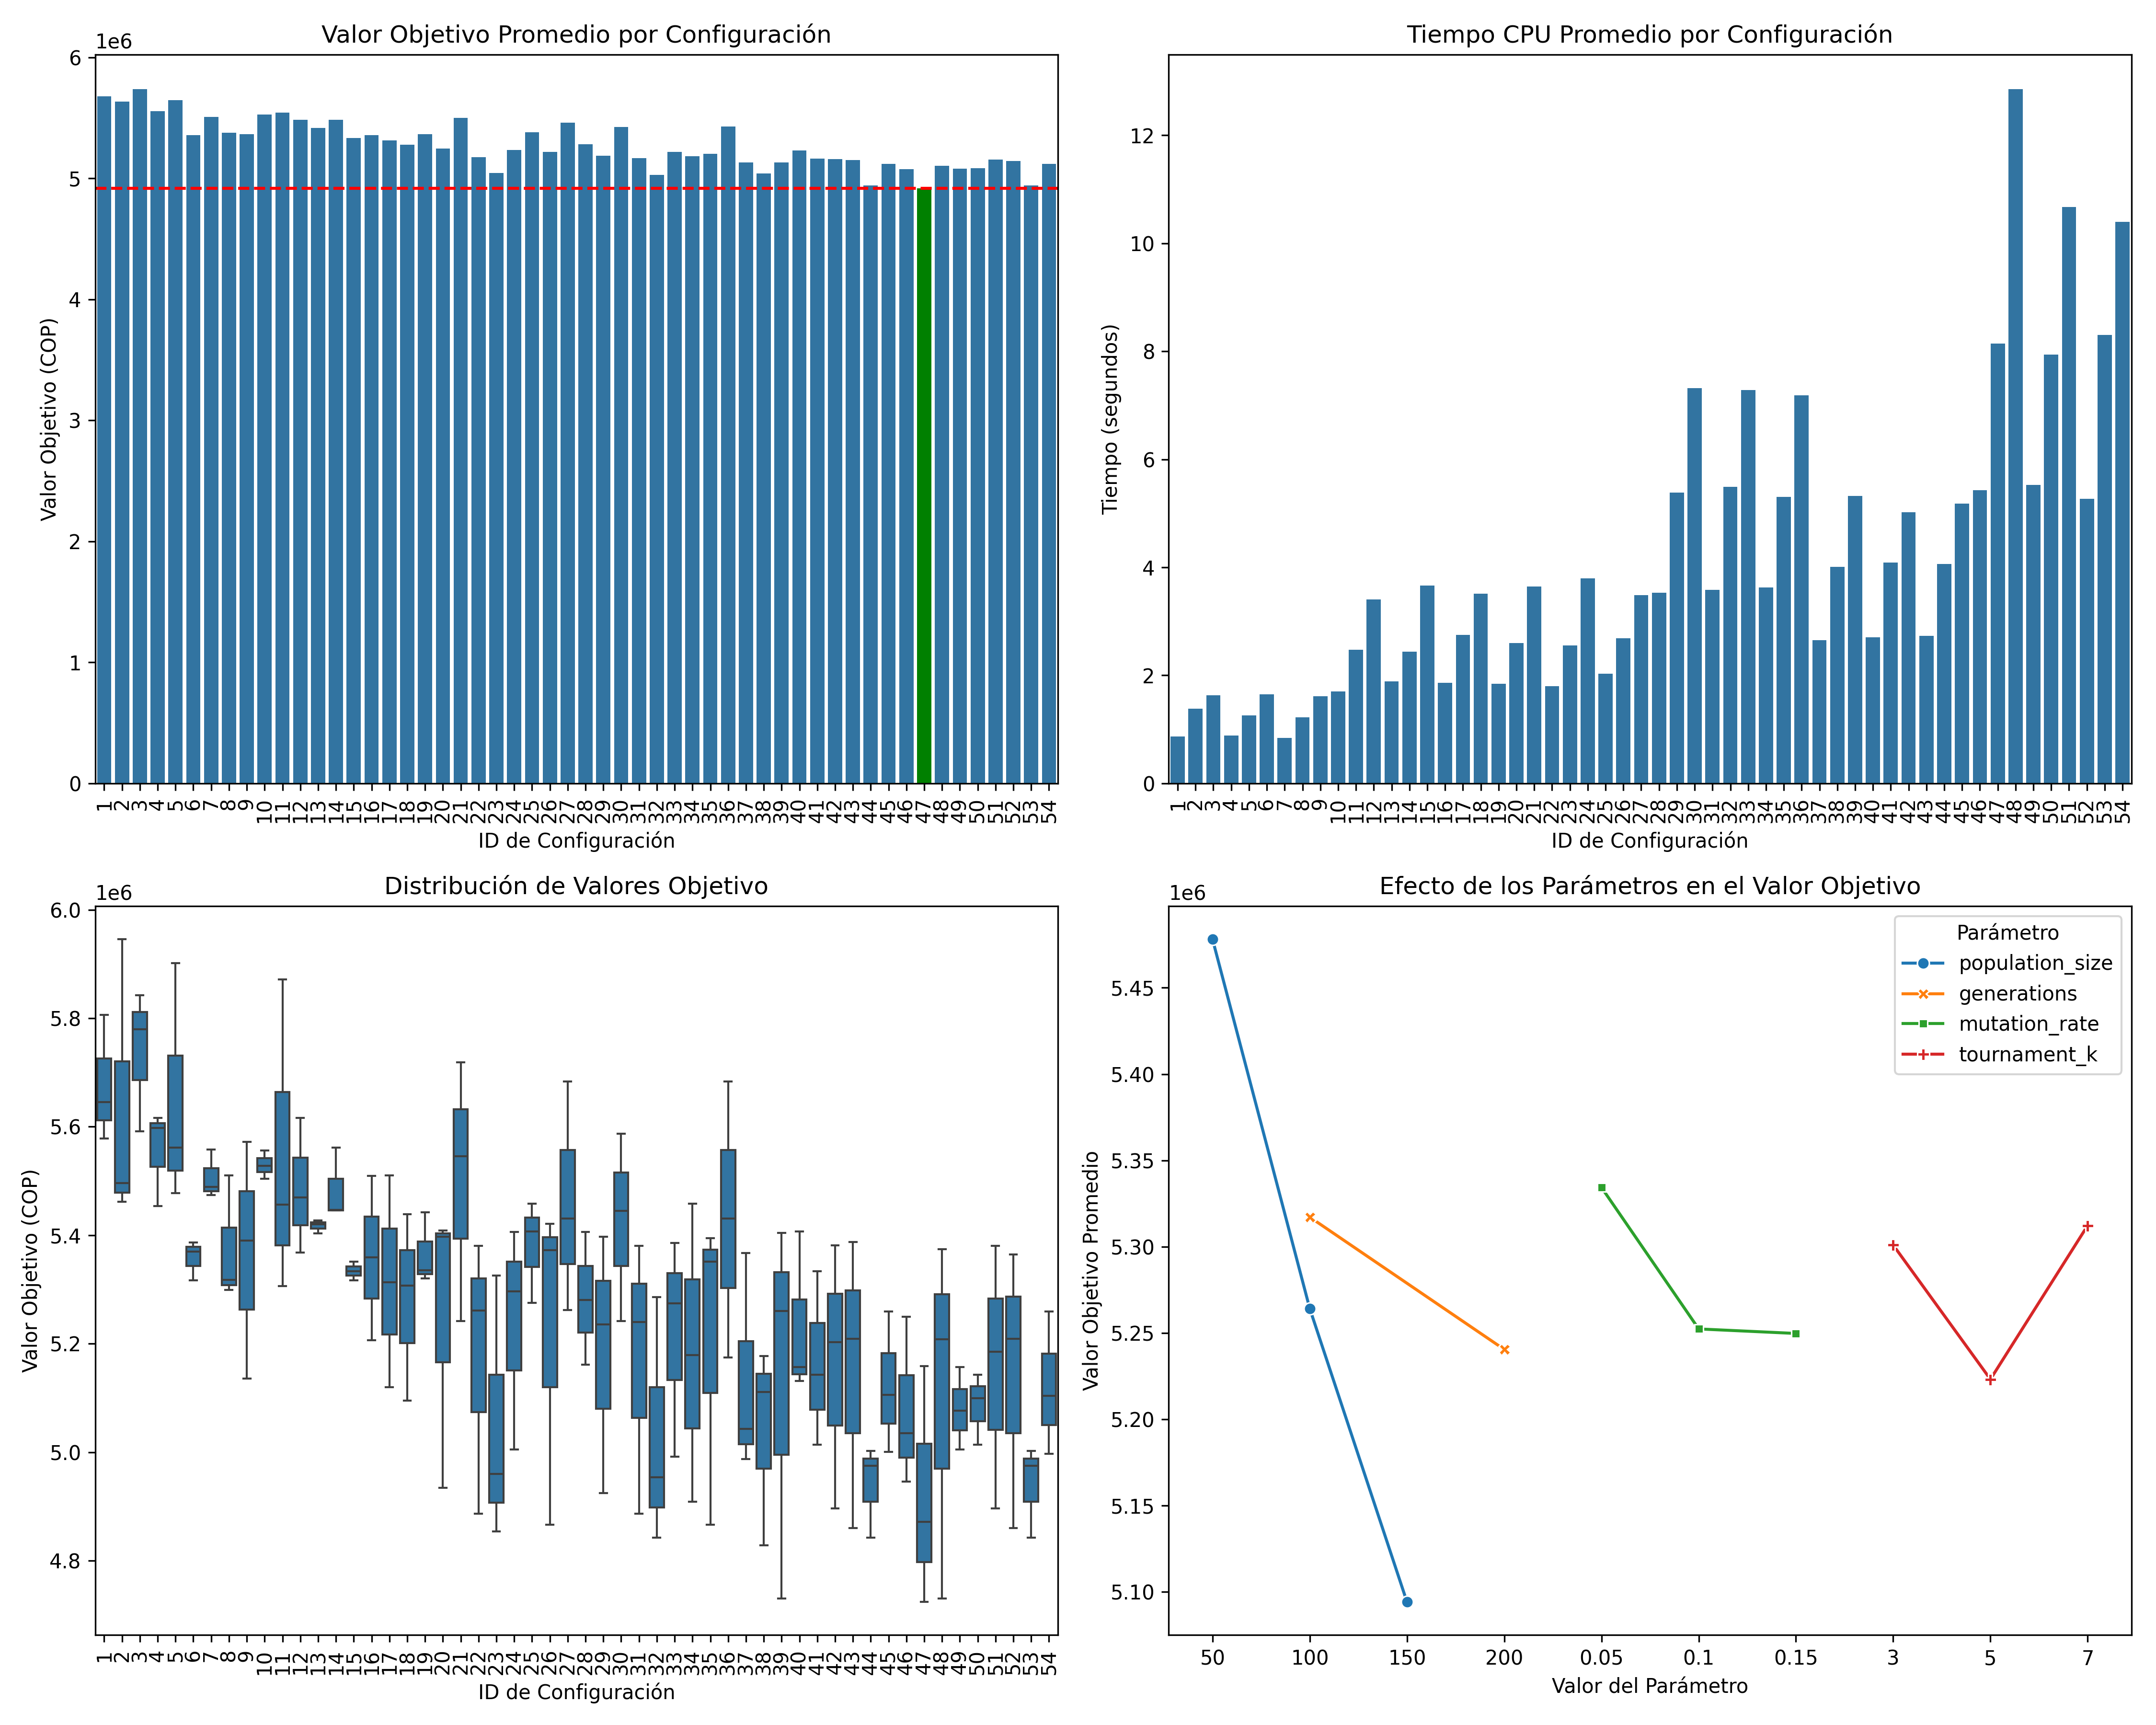 Valor Objetivo Promedio por Configuración
1e6
6
5
4
3
2
1
0
Valor Objetivo (COP)
1 2 3 4 5 6 7 8 9 10 11 12 13 14 15 16 17 18 19 20 21 22 23 24 25 26 27 28 29 30 31 32 33 34 35 36 37 38 39 40 41 42 43 44 45 46 47 48 49 50 51 52 53 54
ID de Configuración
Tiempo CPU Promedio por Configuración
12
10
8
6
4
2
0
Tiempo (segundos)
1 2 3 4 5 6 7 8 9 10 11 12 13 14 15 16 17 18 19 20 21 22 23 24 25 26 27 28 29 30 31 32 33 34 35 36 37 38 39 40 41 42 43 44 45 46 47 48 49 50 51 52 53 54
ID de Configuración
Distribución de Valores Objetivo
1e6
6.0
5.8
5.6
5.4
5.2
5.0
4.8
Valor Objetivo (COP)
1 2 3 4 5 6 7 8 9 10 11 12 13 14 15 16 17 18 19 20 21 22 23 24 25 26 27 28 29 30 31 32 33 34 35 36 37 38 39 40 41 42 43 44 45 46 47 48 49 50 51 52 53 54
ID de Configuración
Efecto de los Parámetros en el Valor Objetivo
1e6
5.45
5.40
5.35
5.30
5.25
5.20
5.15
5.10
Valor Objetivo Promedio
Parámetro
population_size
generations
mutation_rate
tournament_k
50 100 150 200 0.05 0.1 0.15 3 5 7
Valor del Parámetro